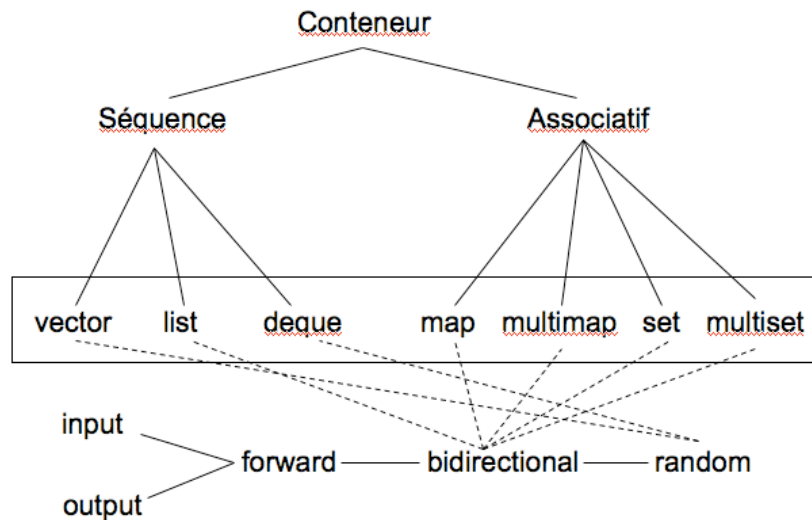 Conteneur
Séquence Associatif
vector list deque map multimap set multiset
input
forward bidirectional random
output